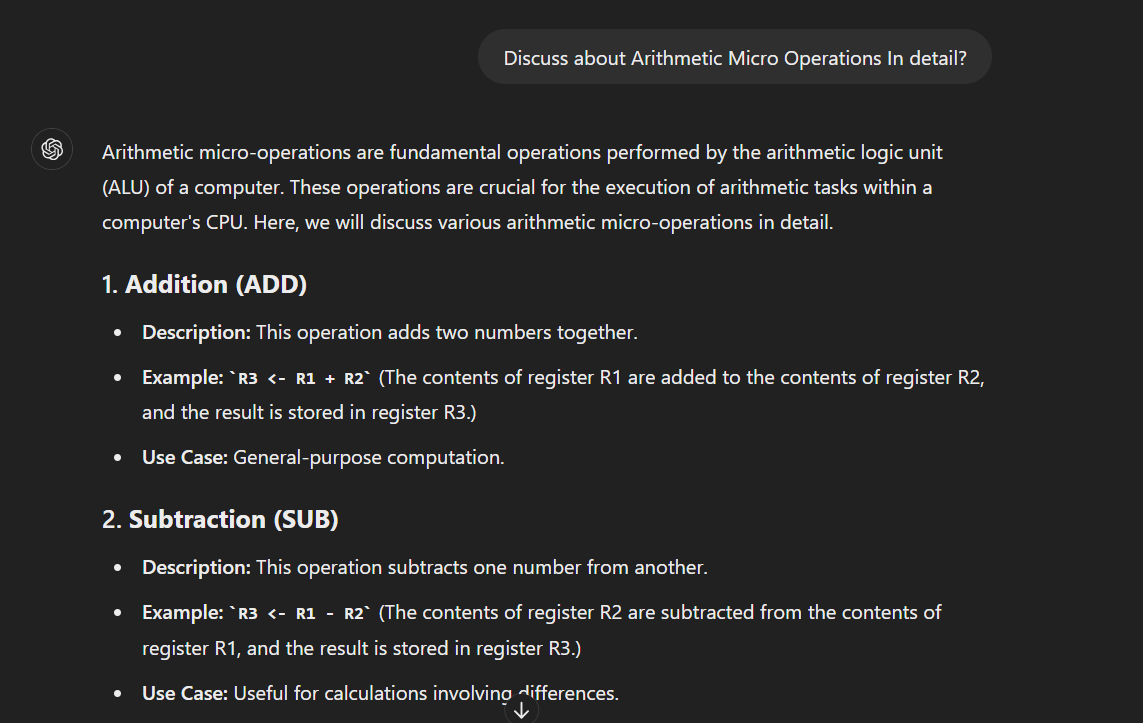 Discuss about Arithmetic Micro Operations In detail?
Arithmetic micro-operations are fundamental operations performed by the arithmetic logic unit
(ALU) of a computer. These operations are crucial for the execution of arithmetic tasks within a
computer's CPU. Here, we will discuss various arithmetic micro-operations in detail.
1. Addition (ADD)
• Description: This operation adds two numbers together.
• Example: `R3 <- R1 + R2` (The contents of register R1 are added to the contents of register R2,
and the result is stored in register R3.)
• Use Case: General-purpose computation.
2. Subtraction (SUB)
• Description: This operation subtracts one number from another.
• Example: `R3 <- R1 - R2` (The contents of register R2 are subtracted from the contents of
register R1, and the result is stored in register R3.)
• Use Case: Useful for calculations involving differences.